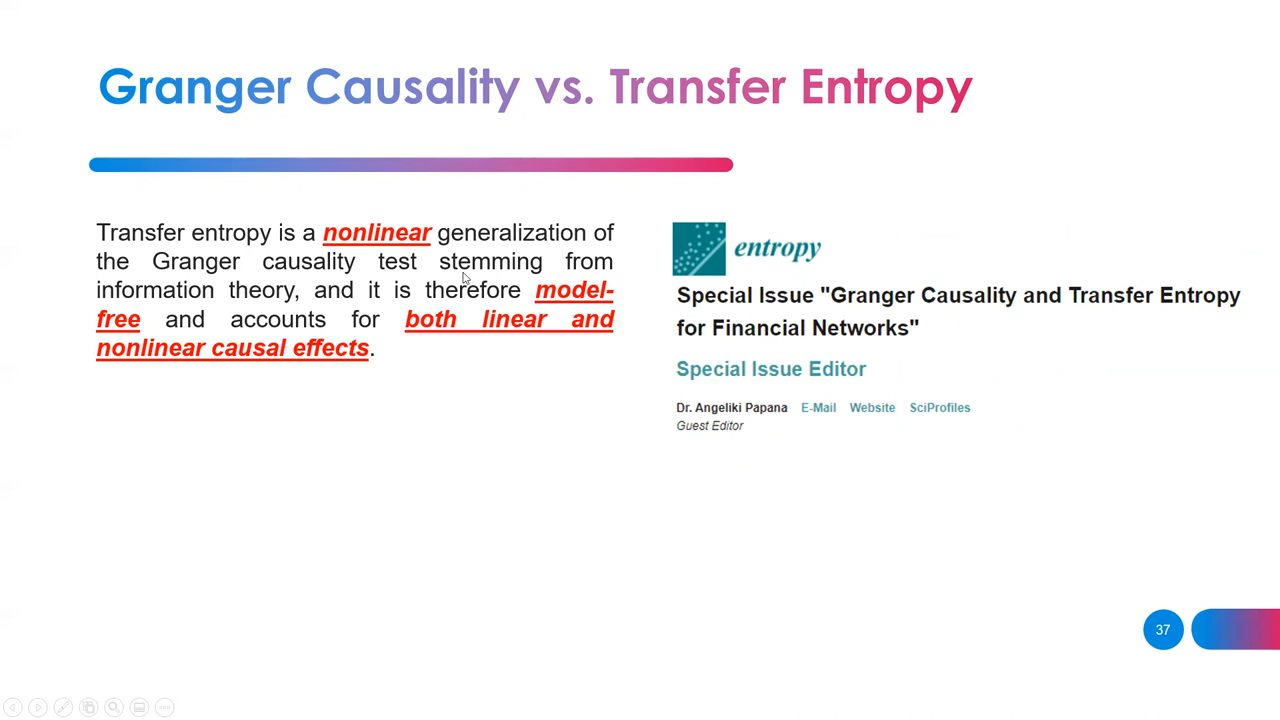 Granger Causality vs. Transfer Entropy
Transfer entropy is a nonlinear generalization of
the Granger causality test stemming from
information theory, and it is therefore model-
free and accounts for both linear and
nonlinear causal effects.
entropy
Special Issue "Granger Causality and Transfer Entropy
for Financial Networks"
Special Issue Editor
Dr. Angeliki Papana E-Mail Website SciProfiles
Guest Editor
37